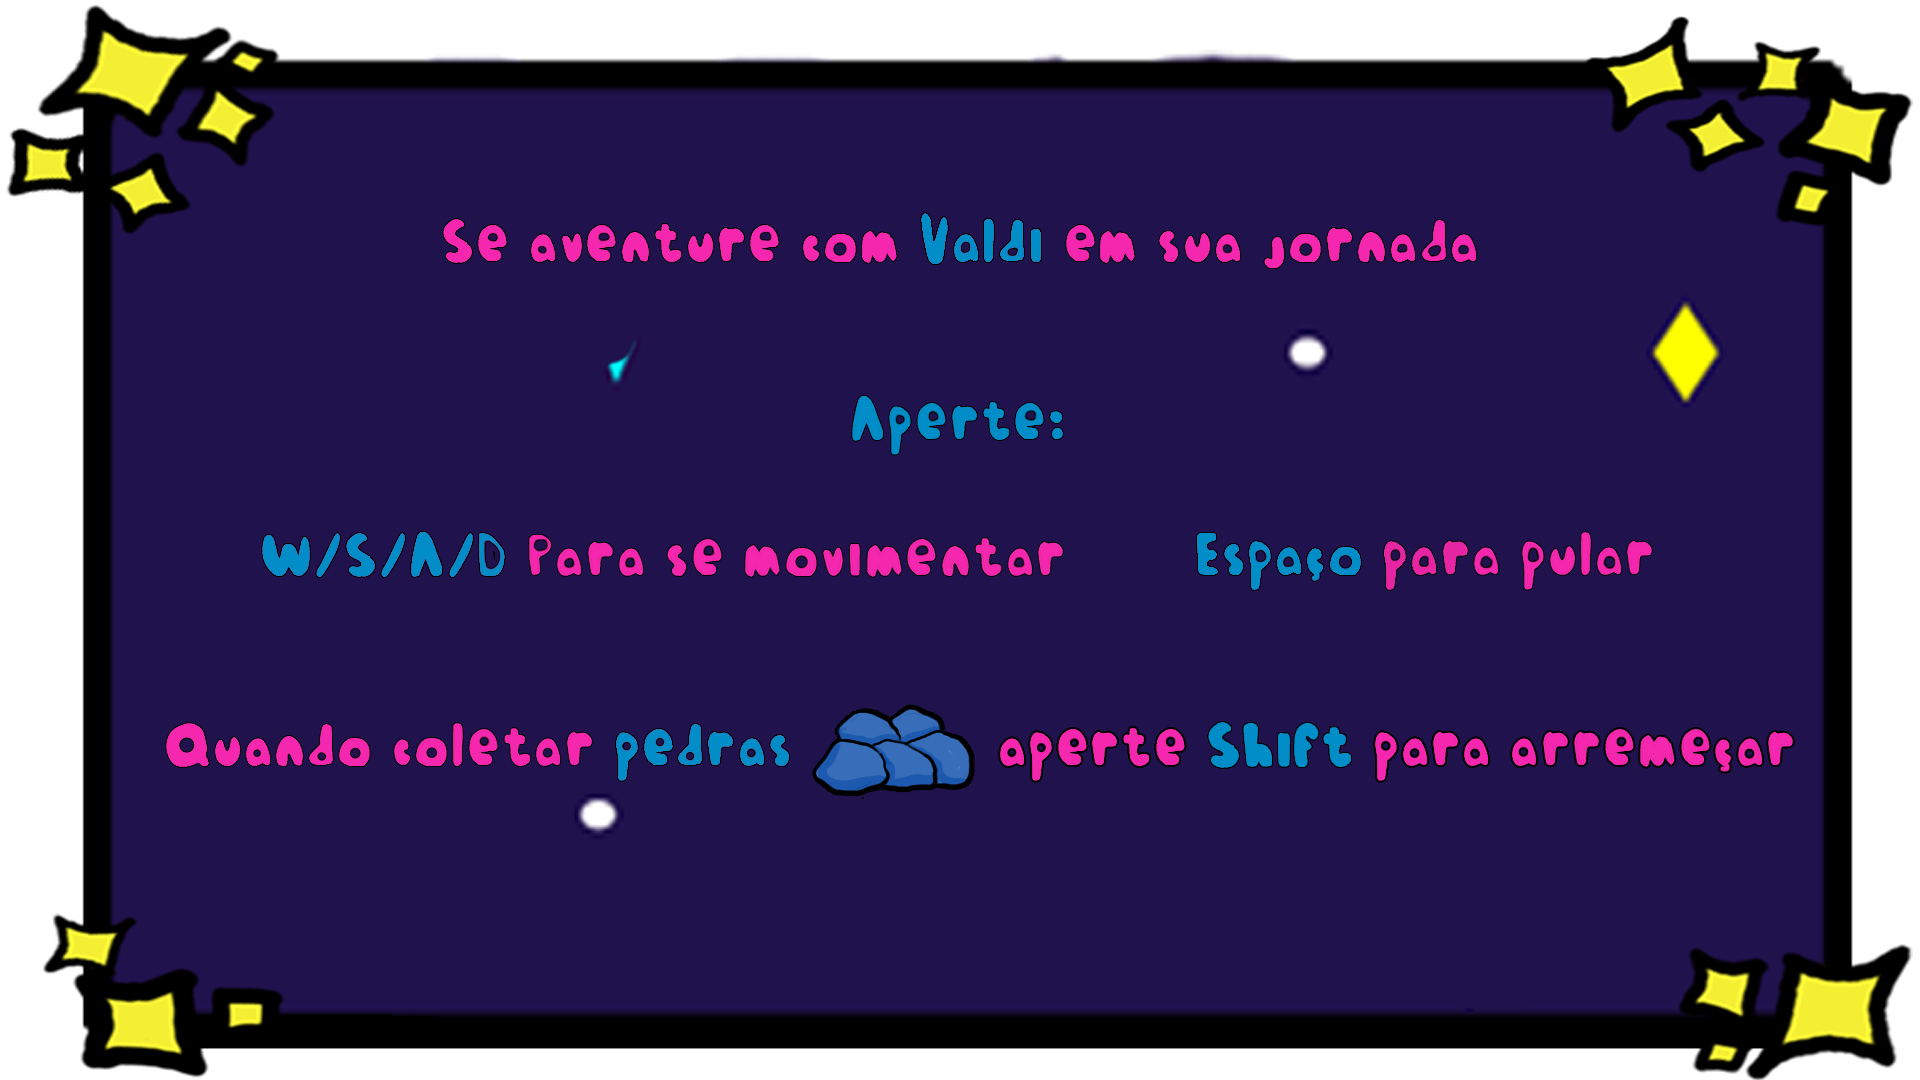 Se aventure com Valdi em sua jornada
Aperte:
W/S/A/D Para se movimentar Espaço para pular
Quando coletar pedras aperte Shift para arremeçar